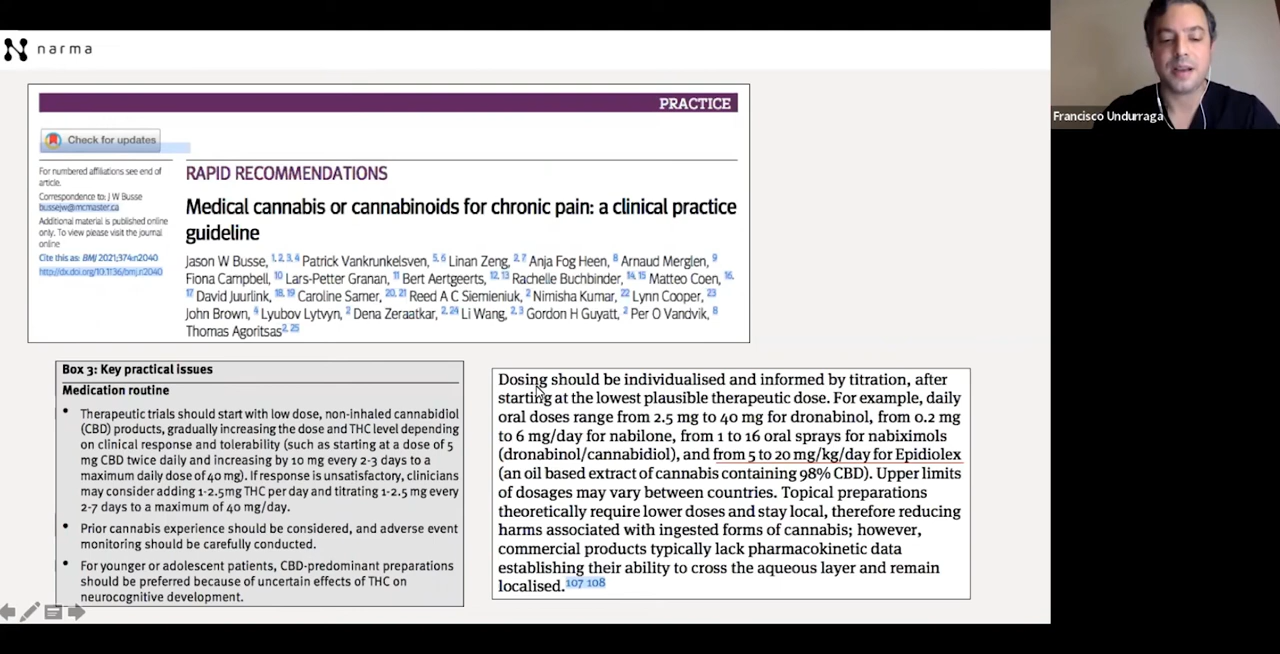 narma
Francisco Undurraga
PRACTICE
Check for updates
For numbered affiliations see end of
article.
Correspondence to: J W Busse
bussejw@mcmaster.ca
Additional material is published online
only. To view please visit the journal
online
Cite this as: BMJ 2021;374:n2040
http://dx.doi.org/10.1136/bmj.n2040
RAPID RECOMMENDATIONS
Medical cannabis or cannabinoids for chronic pain: a clinical practice
guideline
Jason W Busse, 1, 2, 3, 4 Patrick Vankrunkelsven, 5, 6 Linan Zeng, 2, 7 Anja Fog Heen, 8 Arnaud Merglen, 9
Fiona Campbell, 10 Lars-Petter Granan, 11 Bert Aertgeerts, 12, 13 Rachelle Buchbinder, 14, 15 Matteo Coen, 16,
17 David Juurlink, 18, 19 Caroline Samer, 20, 21 Reed A C Siemieniuk, 2 Nimisha Kumar, 22 Lynn Cooper, 23
John Brown, 4 Lyubov Lytvyn, 2 Dena Zeraatkar, 2, 24 Li Wang, 2, 3 Gordon H Guyatt, 2 Per O Vandvik, 8
Thomas Agoritsas 2, 25
Box 3: Key practical issues
Medication routine
• Therapeutic trials should start with low dose, non-inhaled cannabidiol
(CBD) products, gradually increasing the dose and THC level depending
on clinical response and tolerability (such as starting at a dose of 5
mg CBD twice daily and increasing by 10 mg every 2-3 days to a
maximum daily dose of 40 mg). If response is unsatisfactory, clinicians
may consider adding 1-2.5mg THC per day and titrating 1-2.5 mg every
2-7 days to a maximum of 40 mg/day.
• Prior cannabis experience should be considered, and adverse event
monitoring should be carefully conducted.
• For younger or adolescent patients, CBD-predominant preparations
should be preferred because of uncertain effects of THC on
neurocognitive development.
Dosing should be individualised and informed by titration, after
starting at the lowest plausible therapeutic dose. For example, daily
oral doses range from 2.5 mg to 40 mg for dronabinol, from 0.2 mg
to 6 mg/day for nabilone, from 1 to 16 oral sprays for nabiximols
(dronabinol/cannabidiol), and from 5 to 20 mg/kg/day for Epidiolex
(an oil based extract of cannabis containing 98% CBD). Upper limits
of dosages may vary between countries. Topical preparations
theoretically require lower doses and stay local, therefore reducing
harms associated with ingested forms of cannabis; however,
commercial products typically lack pharmacokinetic data
establishing their ability to cross the aqueous layer and remain
localised. 107 108